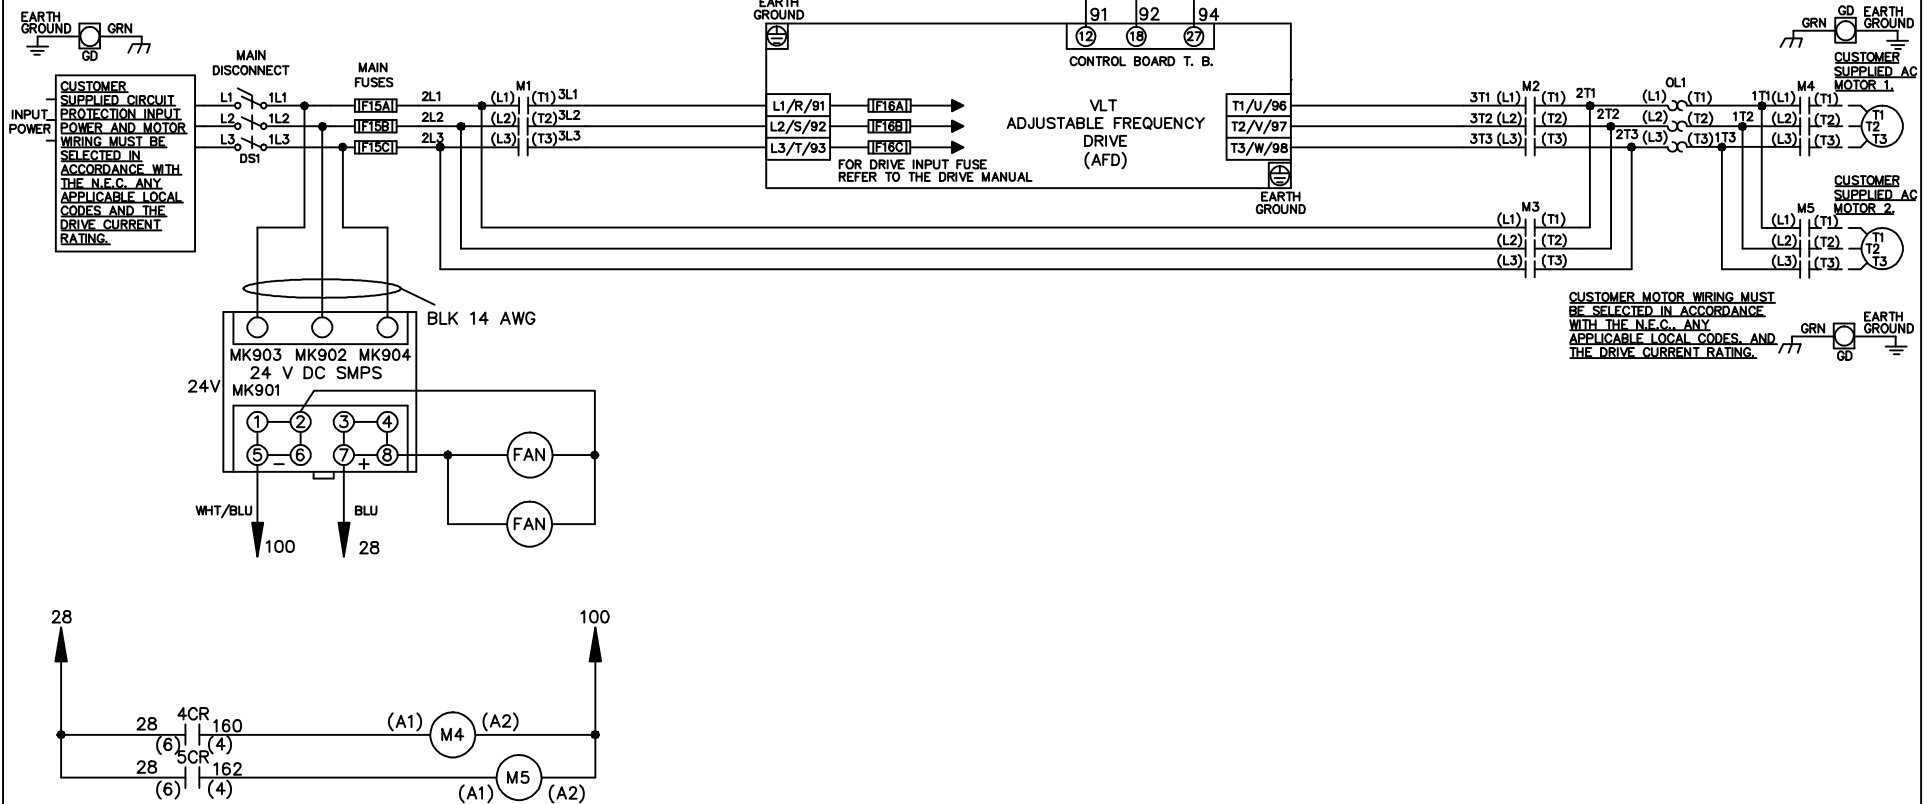 EARTH
GROUND
GRN
GD
EARTH
GROUND
91
92
94
12
18
27
CONTROL BOARD T. B.
GD
EARTH
GROUND
GRN
MAIN
DISCONNECT
MAIN
FUSES
CUSTOMER
SUPPLIED CIRCUIT
PROTECTION INPUT
POWER AND MOTOR
WIRING MUST BE
SELECTED IN
ACCORDANCE WITH
THE N.E.C. ANY
APPLICABLE LOCAL
CODES AND THE
DRIVE CURRENT
RATING.
INPUT
POWER
L1 1L1
L2 1L2
L3 1L3
DS1
F15A
F15B
F15C
2L1
2L2
2L3
M1
(L1) (T1) 3L1
(L2) (T2) 3L2
(L3) (T3) 3L3
L1/R/91
L2/S/92
L3/T/93
F16A
F16B
F16C
FOR DRIVE INPUT FUSE
REFER TO THE DRIVE MANUAL
VLT
ADJUSTABLE FREQUENCY
DRIVE
(AFD)
T1/U/96
T2/V/97
T3/W/98
EARTH
GROUND
M2
3T1 (L1) (T1) 2T1
3T2 (L2) (T2) 2T2
3T3 (L3) (T3) 2T3
OL1
(L1) (T1) 1T1
(L2) (T2) 1T2
(L3) (T3) 1T3
M4
(L1) (T1)
(L2) (T2)
(L3) (T3)
CUSTOMER
SUPPLIED AC
MOTOR 1.
T1
T2
T3
M3
(L1) (T1)
(L2) (T2)
(L3) (T3)
M5
(L1) (T1)
(L2) (T2)
(L3) (T3)
CUSTOMER
SUPPLIED AC
MOTOR 2.
T1
T2
T3
CUSTOMER MOTOR WIRING MUST
BE SELECTED IN ACCORDANCE
WITH THE N.E.C., ANY
APPLICABLE LOCAL CODES, AND
THE DRIVE CURRENT RATING.
GRN
GD
EARTH
GROUND
BLK 14 AWG
MK903 MK902 MK904
24 V DC SMPS
24V
MK901
1 2 3 4
5 - 6 7 + 8
FAN
FAN
WHT/BLU
BLU
100
28
28
100
4CR
28 160
(6) (4)
(A1) M4 (A2)
5CR
28 162
(6) (4)
(A1) M5 (A2)